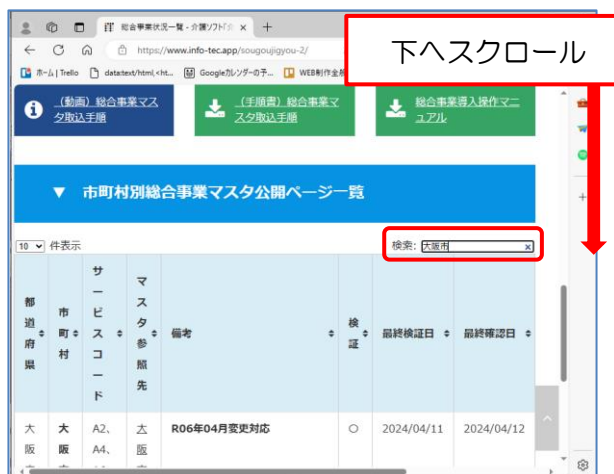 総合事業状況一覧 - 介護ソフト「
https://www.info-tec.app/sougoujigyou-2/
下へスクロール
ホーム | Trello
data:text/html,<ht...
Googleカレンダーの予...
WEB制作全
（動画）総合事業マスタ取込手順
（手順書）総合事業マスタ取込手順
総合事業導入操作マニュアル
▼ 市町村別総合事業マスタ公開ページ一覧
10 件表示
検索: 大阪市
都道府県
市町村
サービスコード
マスタ参照先
備考
検証
最終検証日
最終確認日
大阪
大阪
A2、A4、
大阪
R06年04月変更対応
○
2024/04/11
2024/04/12